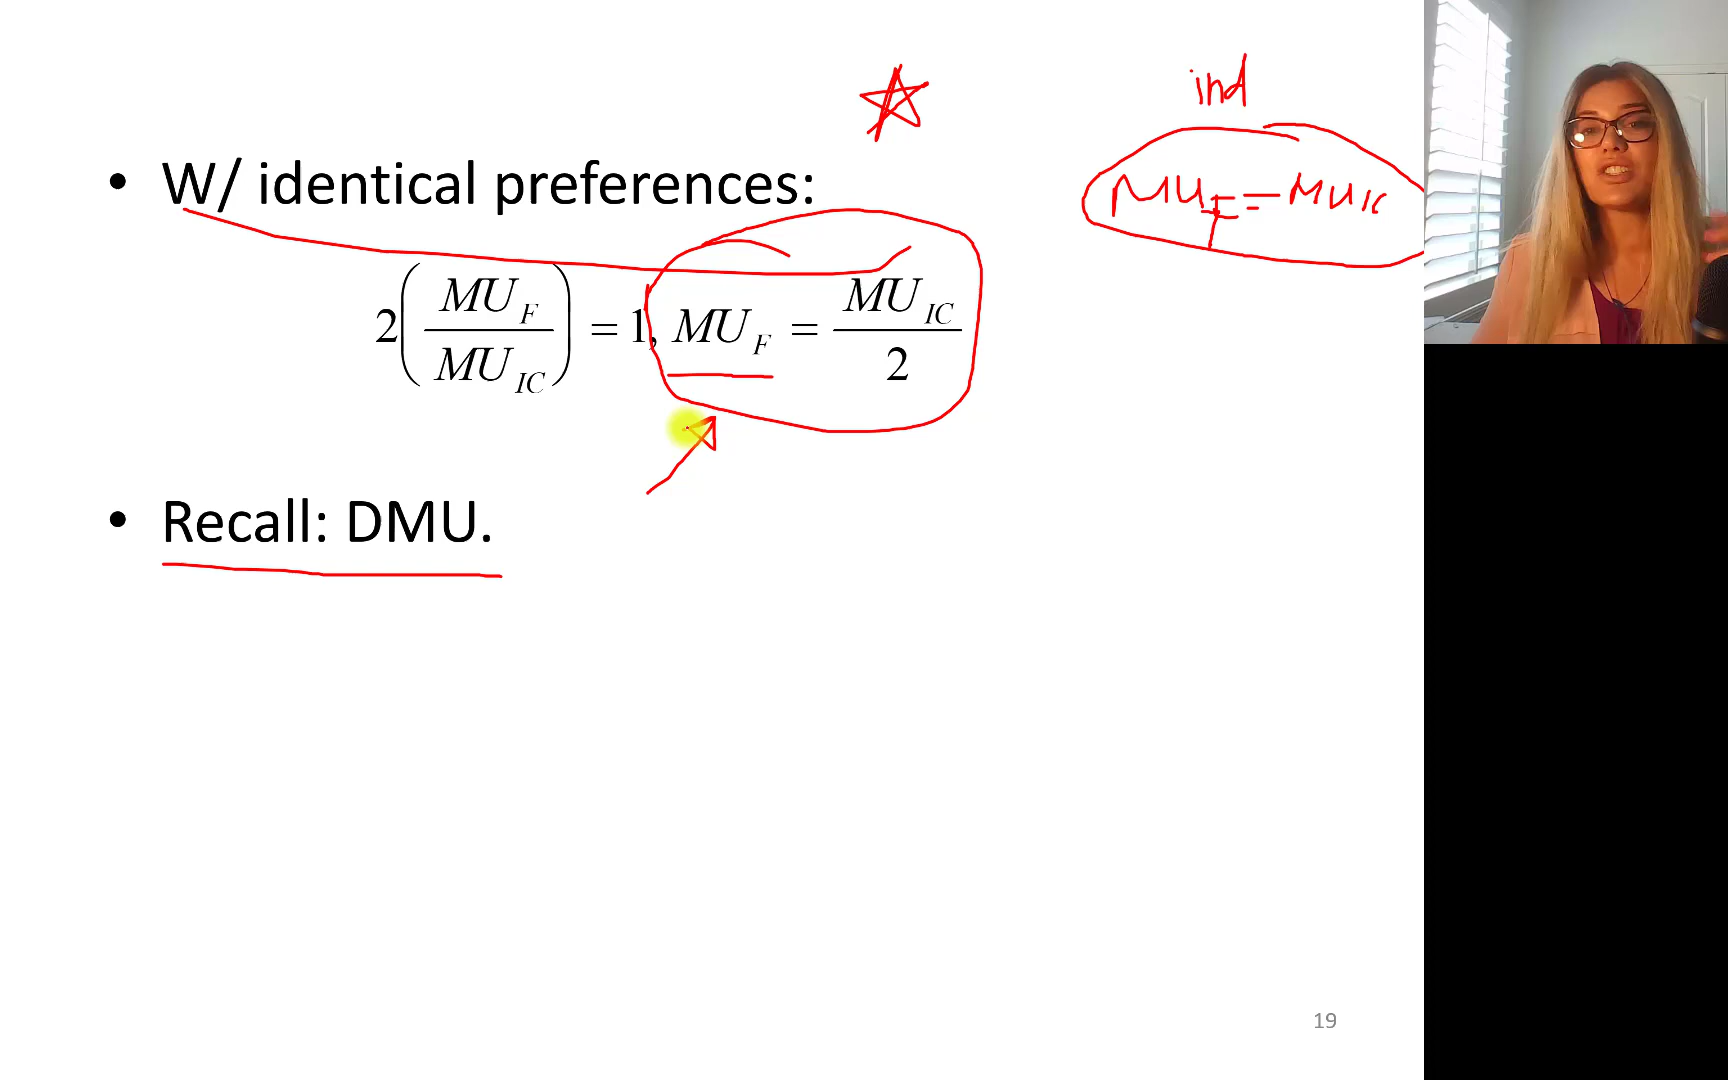 ind
MU_F = MU_IC
• W/ identical preferences:
2(MU_F / MU_IC) = 1, MU_F = MU_IC / 2
• Recall: DMU.
19